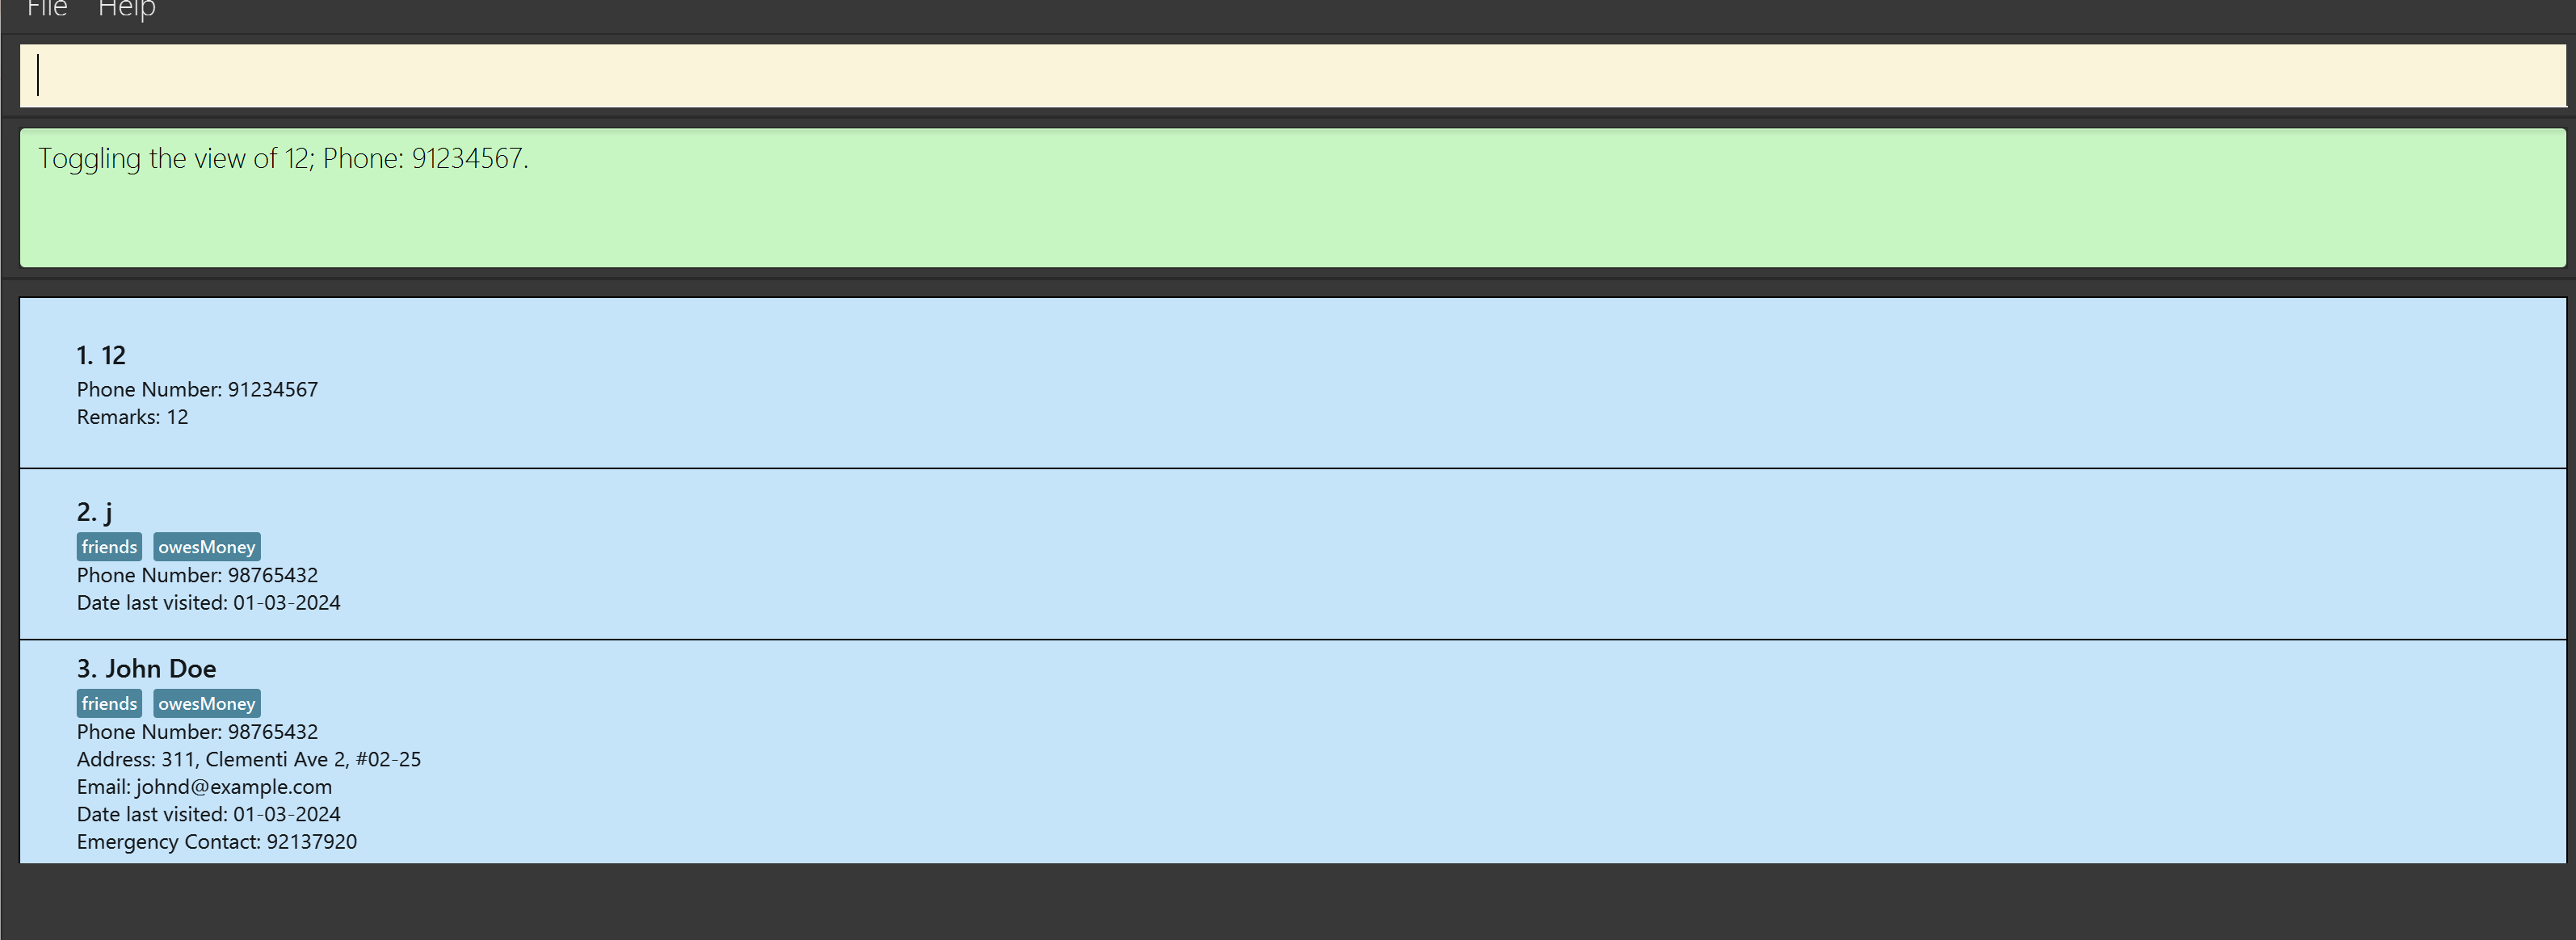 File Help
Toggling the view of 12; Phone: 91234567.
1. 12
Phone Number: 91234567
Remarks: 12
2. j
friends owesMoney
Phone Number: 98765432
Date last visited: 01-03-2024
3. John Doe
friends owesMoney
Phone Number: 98765432
Address: 311, Clementi Ave 2, #02-25
Email: johnd@example.com
Date last visited: 01-03-2024
Emergency Contact: 92137920